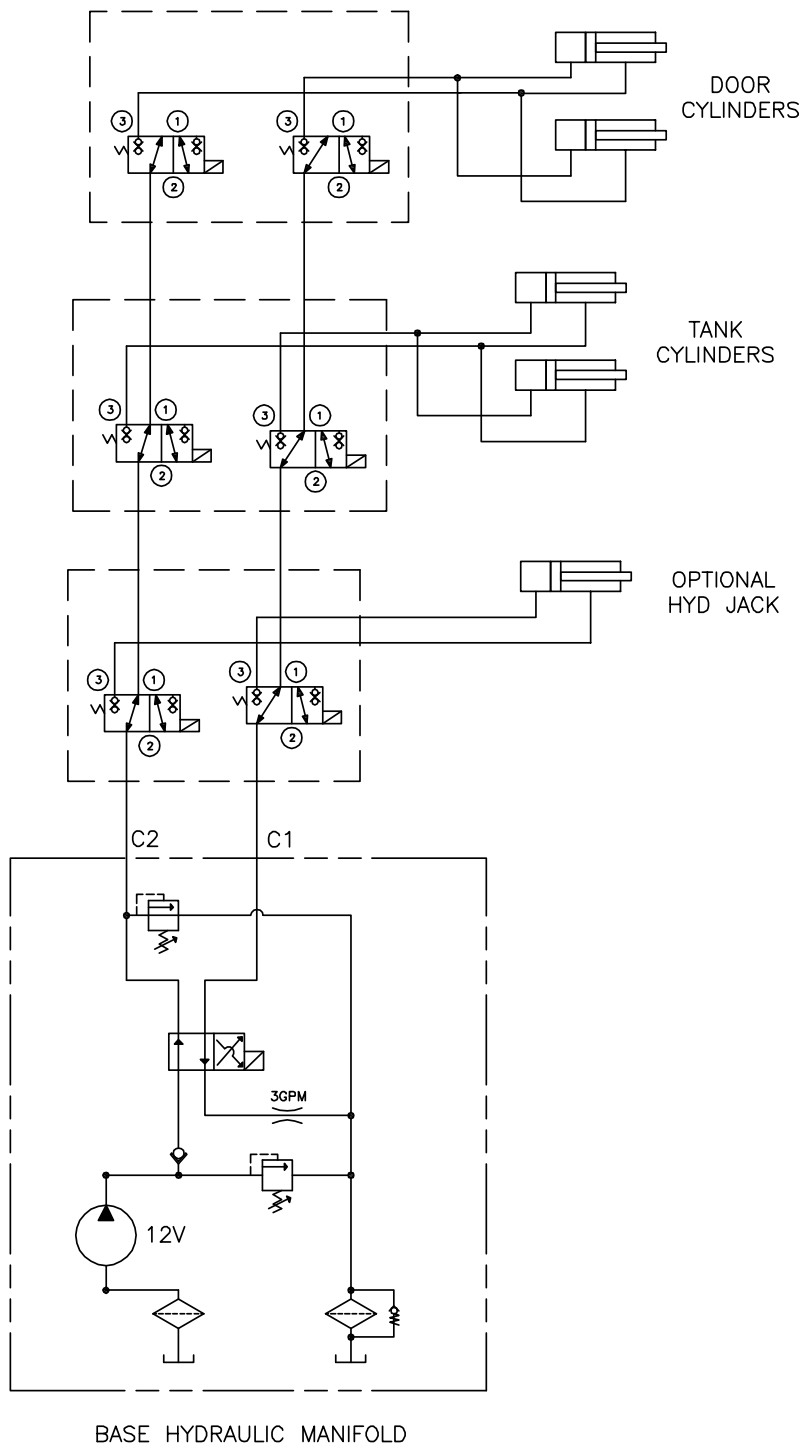 DOOR
CYLINDERS
3 1 3 1
2 2
TANK
CYLINDERS
3 1 3 1
2 2
OPTIONAL
HYD JACK
3 1 3 1
2 2
C2 C1
3GPM
12V
BASE HYDRAULIC MANIFOLD